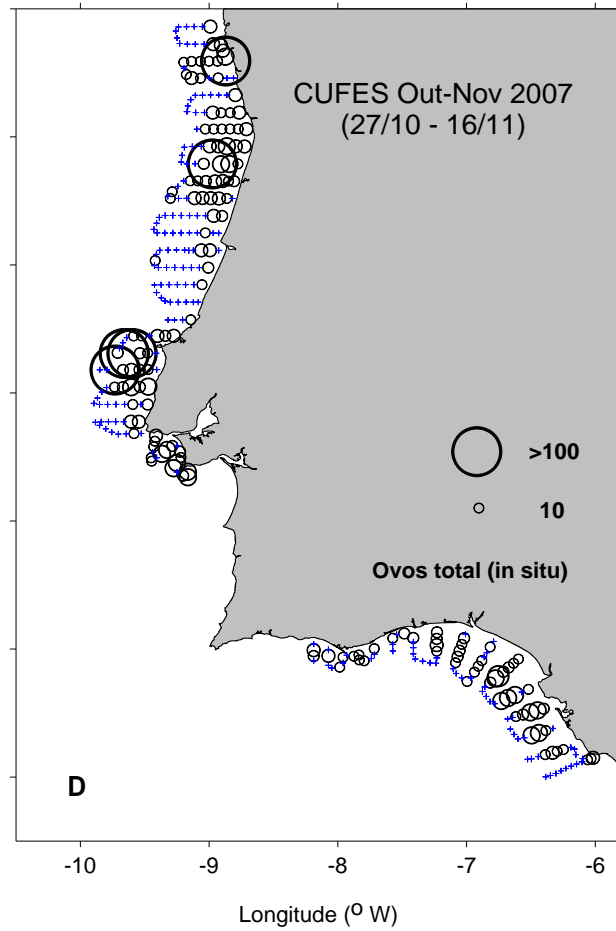 CUFES Out-Nov 2007
(27/10 - 16/11)
>100
10
Ovos total (in situ)
D
-10 -9 -8 -7 -6
Longitude (º W)